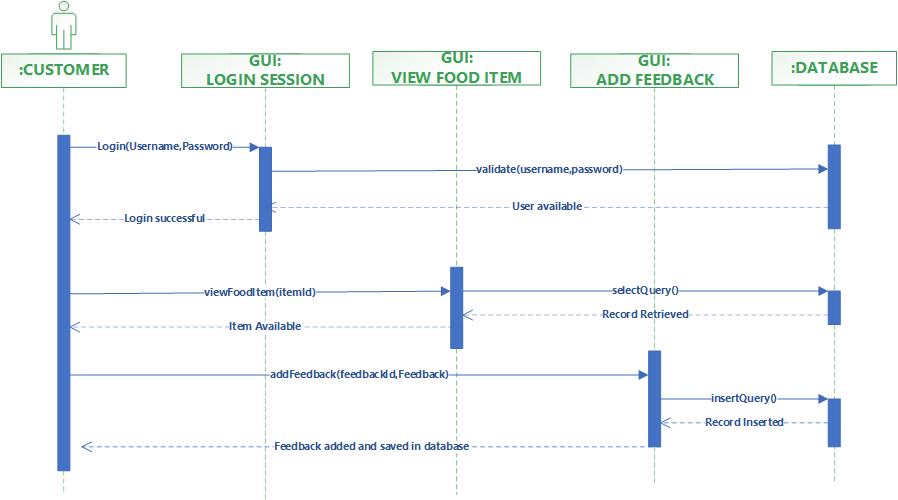 :CUSTOMER
GUI:
LOGIN SESSION
GUI:
VIEW FOOD ITEM
GUI:
ADD FEEDBACK
:DATABASE
Login(Username,Password)
validate(username,password)
User available
Login successful
viewFoodItem(itemId)
selectQuery()
Record Retrieved
Item Available
addFeedback(feedbackId,Feedback)
insertQuery()
Record Inserted
Feedback added and saved in database